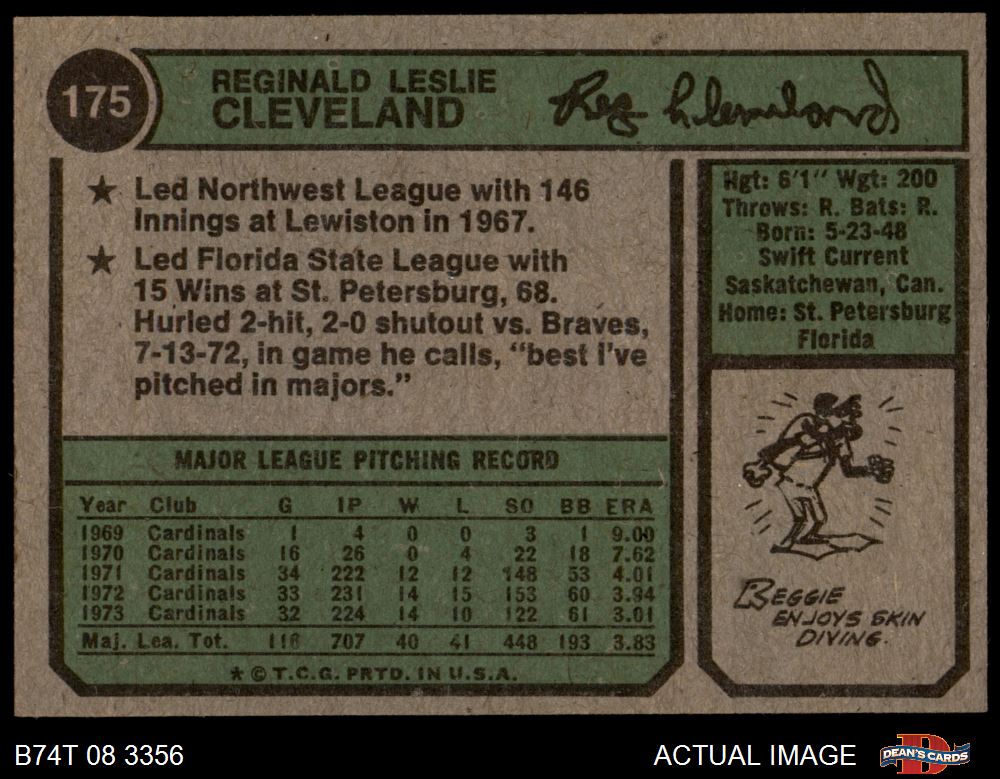 175
REGINALD LESLIE
CLEVELAND
Reg Cleveland
★ Led Northwest League with 146
Innings at Lewiston in 1967.
★ Led Florida State League with
15 Wins at St. Petersburg, 68.
Hurled 2-hit, 2-0 shutout vs. Braves,
7-13-72, in game he calls, “best I’ve
pitched in majors.”
Hgt: 6'1" Wgt: 200
Throws: R. Bats: R.
Born: 5-23-48
Swift Current
Saskatchewan, Can.
Home: St. Petersburg
Florida
MAJOR LEAGUE PITCHING RECORD
Year Club G IP W L SO BB ERA
1969 Cardinals 1 4 0 0 3 1 9.00
1970 Cardinals 16 26 0 4 22 18 7.62
1971 Cardinals 34 222 12 12 148 53 4.01
1972 Cardinals 33 231 14 15 153 60 3.94
1973 Cardinals 32 224 14 10 122 61 3.01
Maj. Lea. Tot. 116 707 40 41 448 193 3.83
* © T.C.G. PRTD. IN U.S.A.
REGGIE
ENJOYS SKIN
DIVING.
B74T 08 3356
ACTUAL IMAGE
DEAN'S CARDS